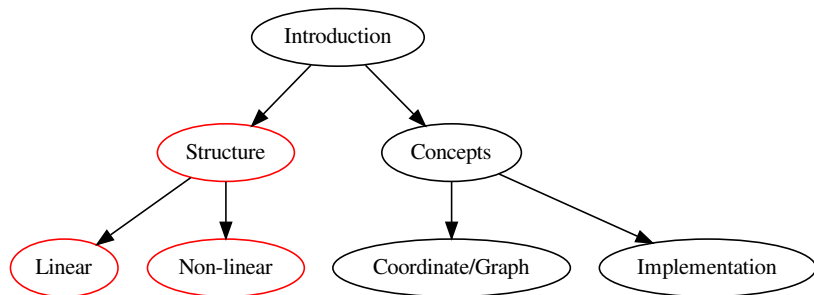 Introduction
Structure
Concepts
Linear
Non-linear
Coordinate/Graph
Implementation